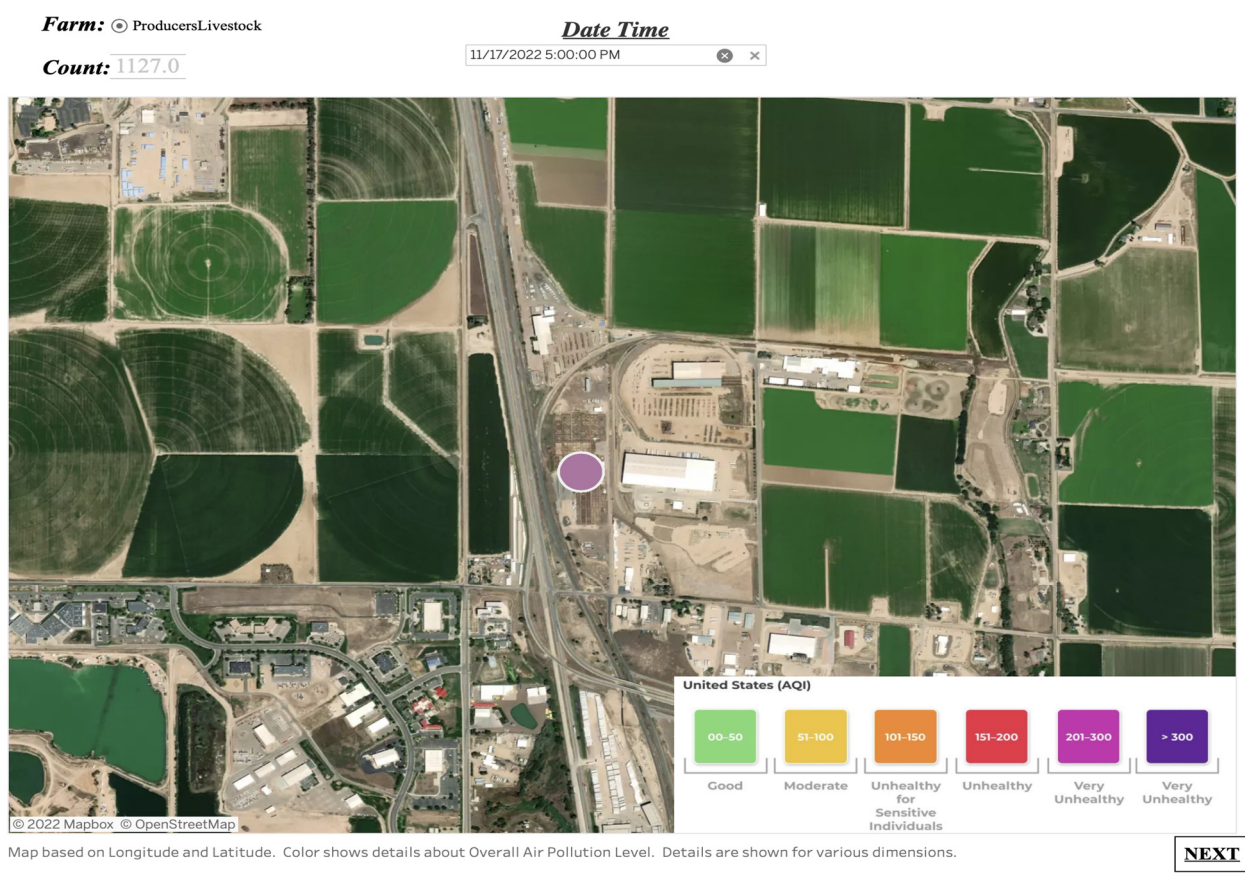 Farm: ProducersLivestock
Date Time
11/17/2022 5:00:00 PM
Count: 1127.0
United States (AQI)
00–50
51–100
101–150
151–200
201–300
> 300
Good
Moderate
Unhealthy
for
Sensitive
Individuals
Unhealthy
Very
Unhealthy
Very
Unhealthy
© 2022 Mapbox © OpenStreetMap
Map based on Longitude and Latitude. Color shows details about Overall Air Pollution Level. Details are shown for various dimensions.
NEXT